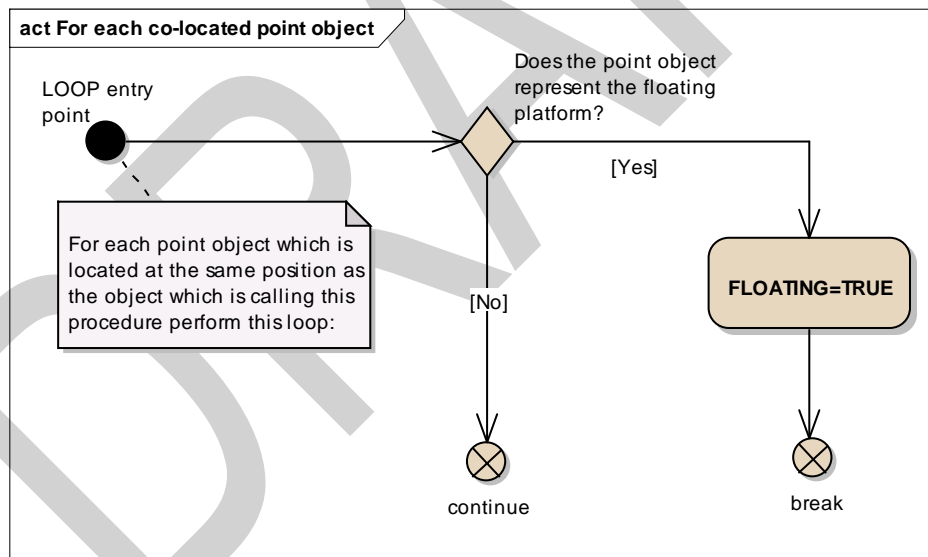 act For each co-located point object
LOOP entry
point
Does the point object
represent the floating
platform?
[Yes]
For each point object which is
located at the same position as
the object which is calling this
procedure perform this loop:
[No]
FLOATING=TRUE
continue
break
DRA